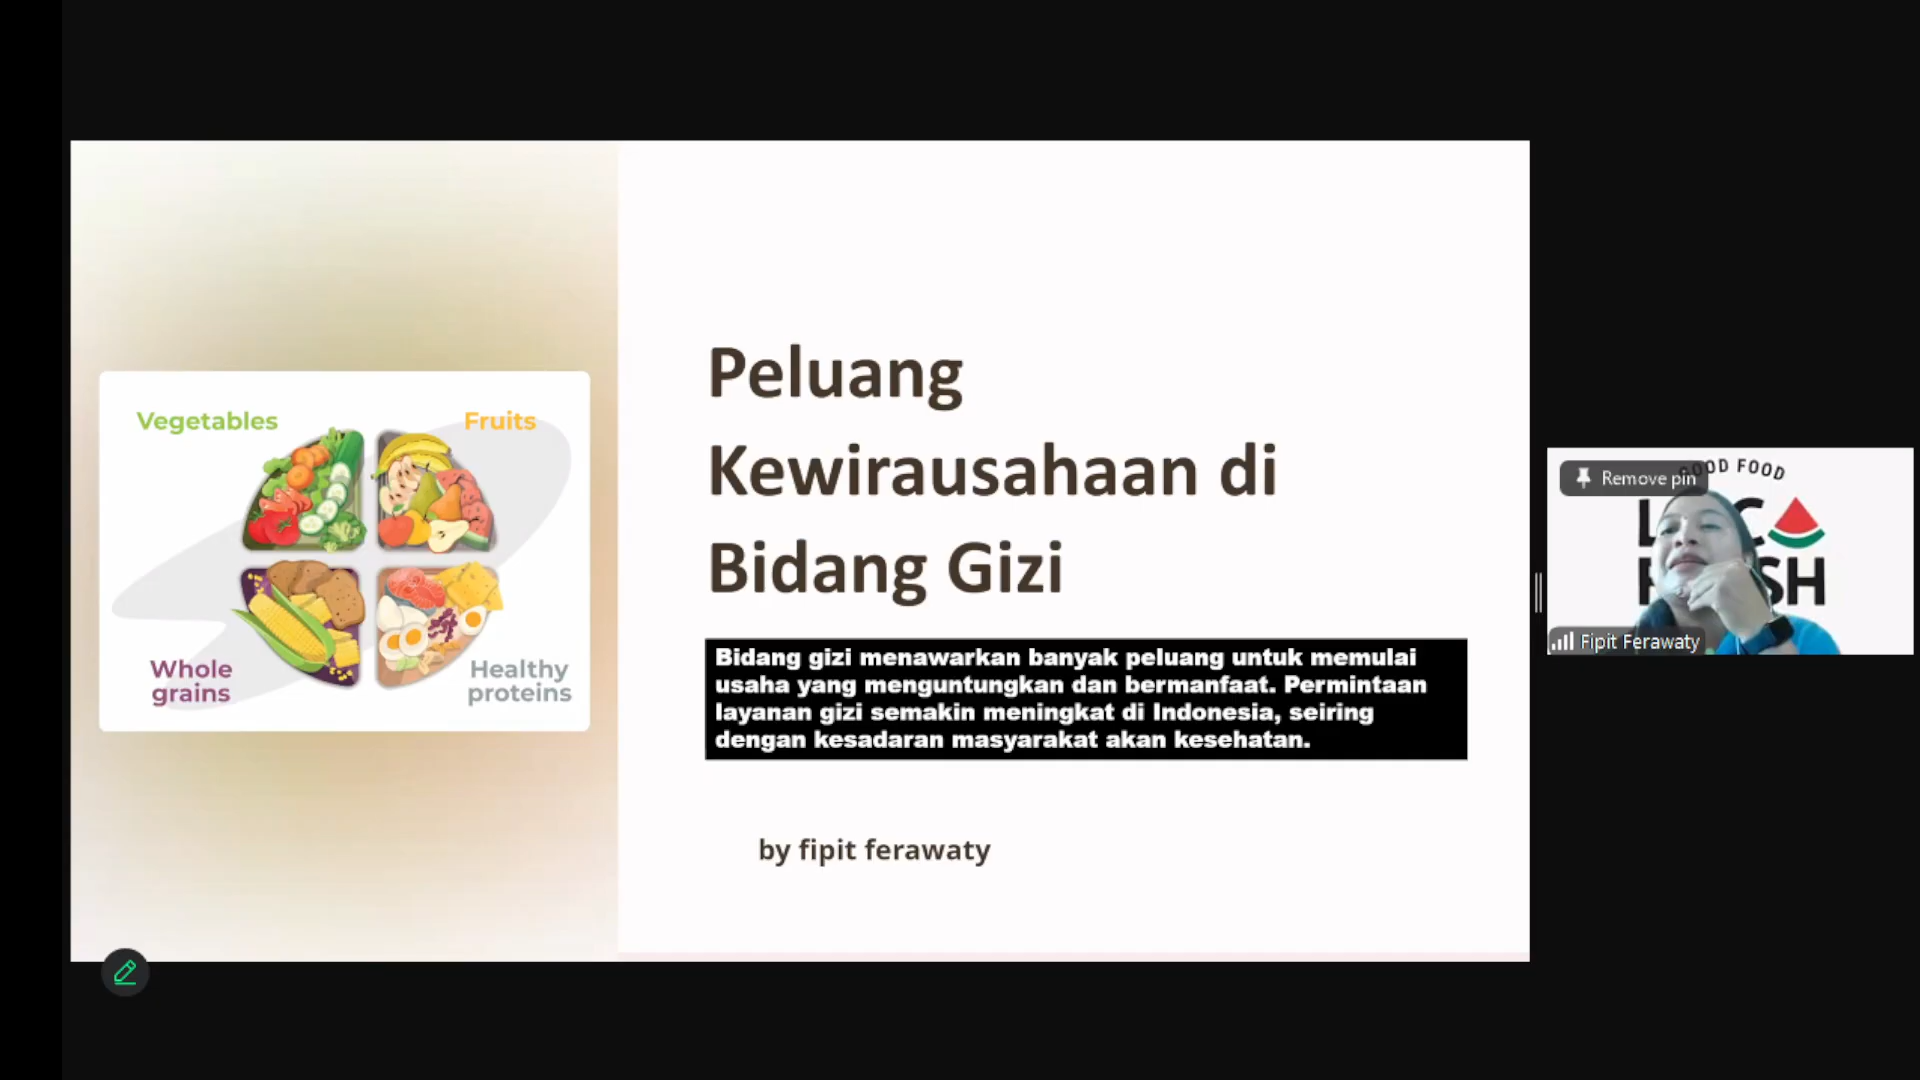 Vegetables
Fruits
Whole
grains
Healthy
proteins
Peluang
Kewirausahaan di
Bidang Gizi
Bidang gizi menawarkan banyak peluang untuk memulai
usaha yang menguntungkan dan bermanfaat. Permintaan
layanan gizi semakin meningkat di Indonesia, seiring
dengan kesadaran masyarakat akan kesehatan.
by fipit ferawaty
Remove pin
FOOD
Fipit Ferawaty